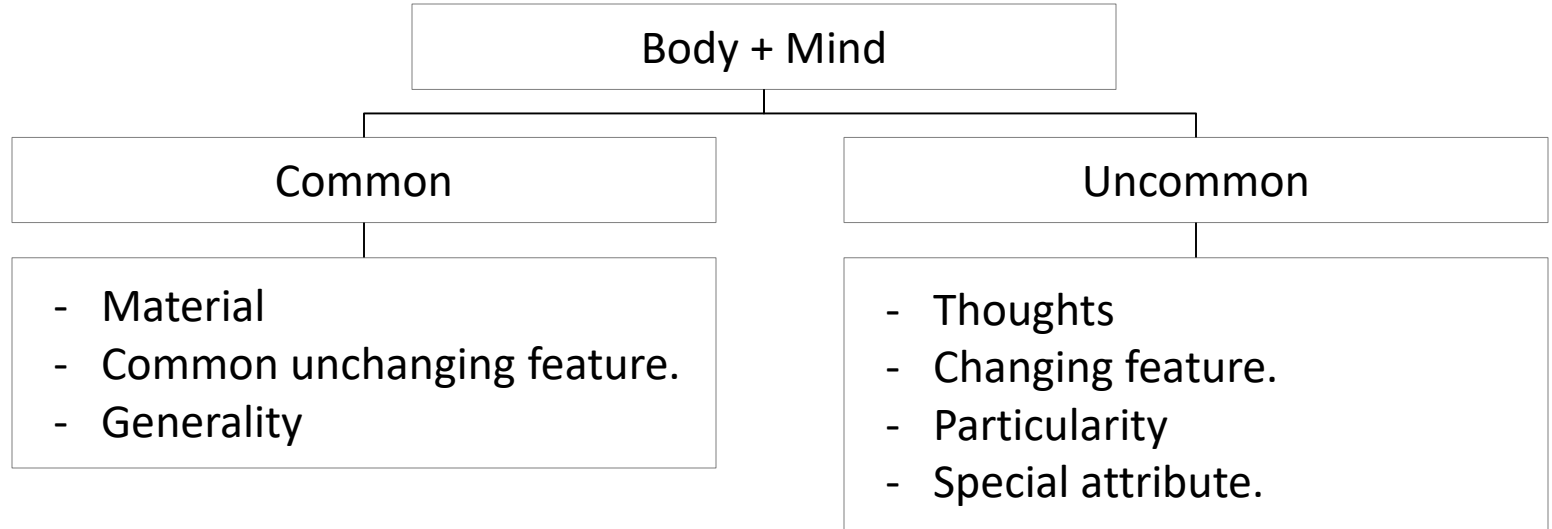 Body + Mind
Common
Uncommon
- Material
- Common unchanging feature.
- Generality
- Thoughts
- Changing feature.
- Particularity
- Special attribute.